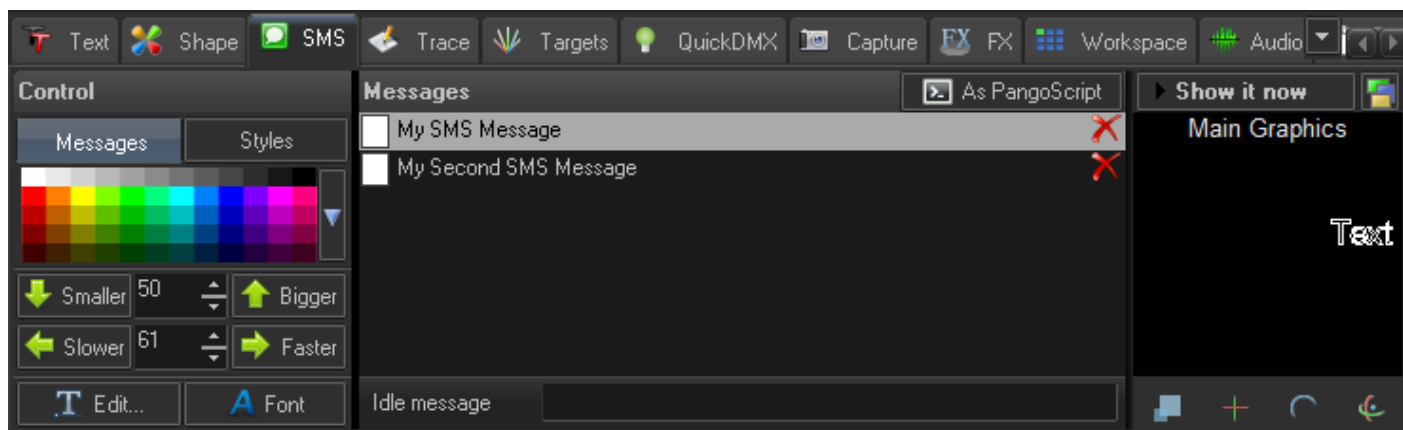 Text Shape SMS Trace Targets QuickDMX Capture FX FX Workspace Audio
Control
Messages Styles
Smaller 50 Bigger
Slower 61 Faster
T Edit... A Font
Messages As PangoScript
My SMS Message
My Second SMS Message
Idle message
Show it now
Main Graphics
Text